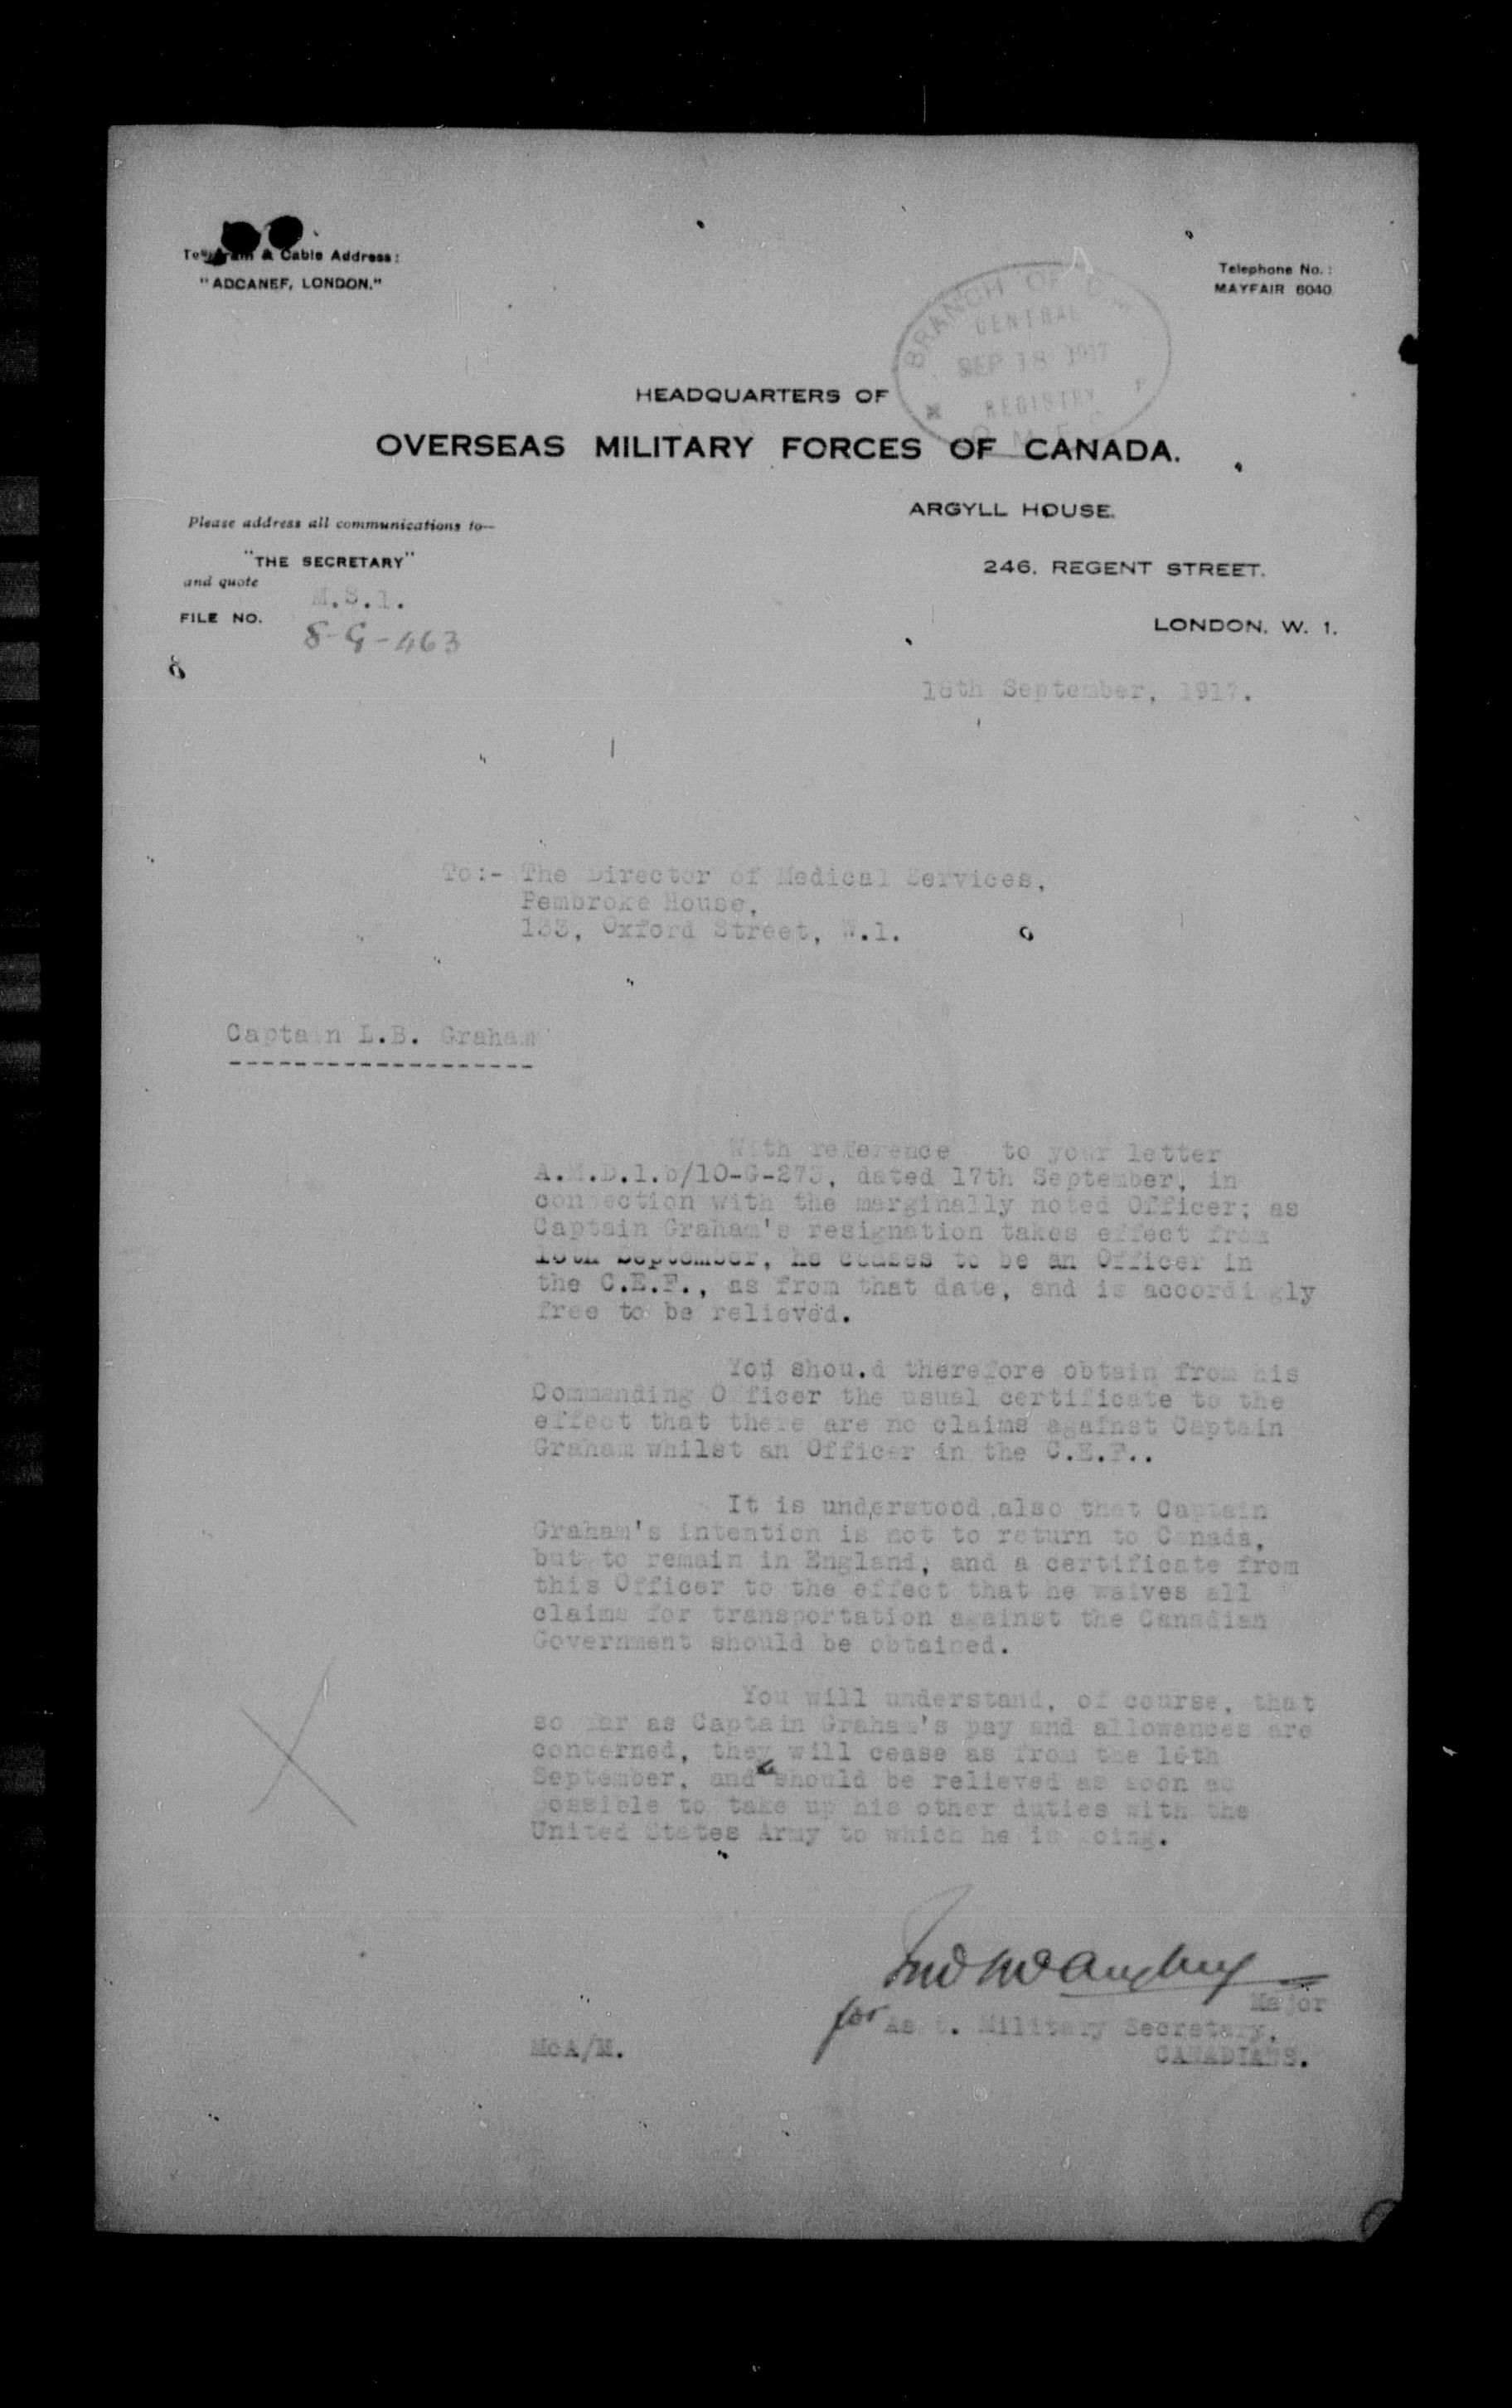 Telegram & Cable Address:
"ADCANEF, LONDON."
Telephone No.:
MAYFAIR 6040
BRANCH OF
CENTRAL
SEP 18 1917
REGISTRY
HEADQUARTERS OF
OVERSEAS MILITARY FORCES OF CANADA.
ARGYLL HOUSE.
246, REGENT STREET.
LONDON. W. 1.
Please address all communications to—
"THE SECRETARY"
and quote
M.S.1.
FILE NO.
8-G-463
18th September, 1917.
To:- The Director of Medical Services,
Pembroke House,
133, Oxford Street, W.1.
Captain L.B. Graham
-------------------
With reference to your letter
A.M.D.1.b/10-G-273, dated 17th September, in
connection with the marginally noted Officer; as
Captain Graham's resignation takes effect from
September, he ceases to be an Officer in
the C.E.F., as from that date, and is accordingly
free to be relieved.
You should therefore obtain from his
Commanding Officer the usual certificate to the
effect that there are no claims against Captain
Graham whilst an Officer in the C.E.F..
It is understood also that Captain
Graham's intention is not to return to Canada,
but to remain in England, and a certificate from
this Officer to the effect that he waives all
claims for transportation against the Canadian
Government should be obtained.
You will understand, of course, that
so far as Captain Graham's pay and allowances are
concerned, they will cease as from the
September, and should be relieved as soon as
possible to take up his other duties with the
United States Army to which he is going.
Major
for Asst. Military Secretary,
CANADIANS.
McA/M.